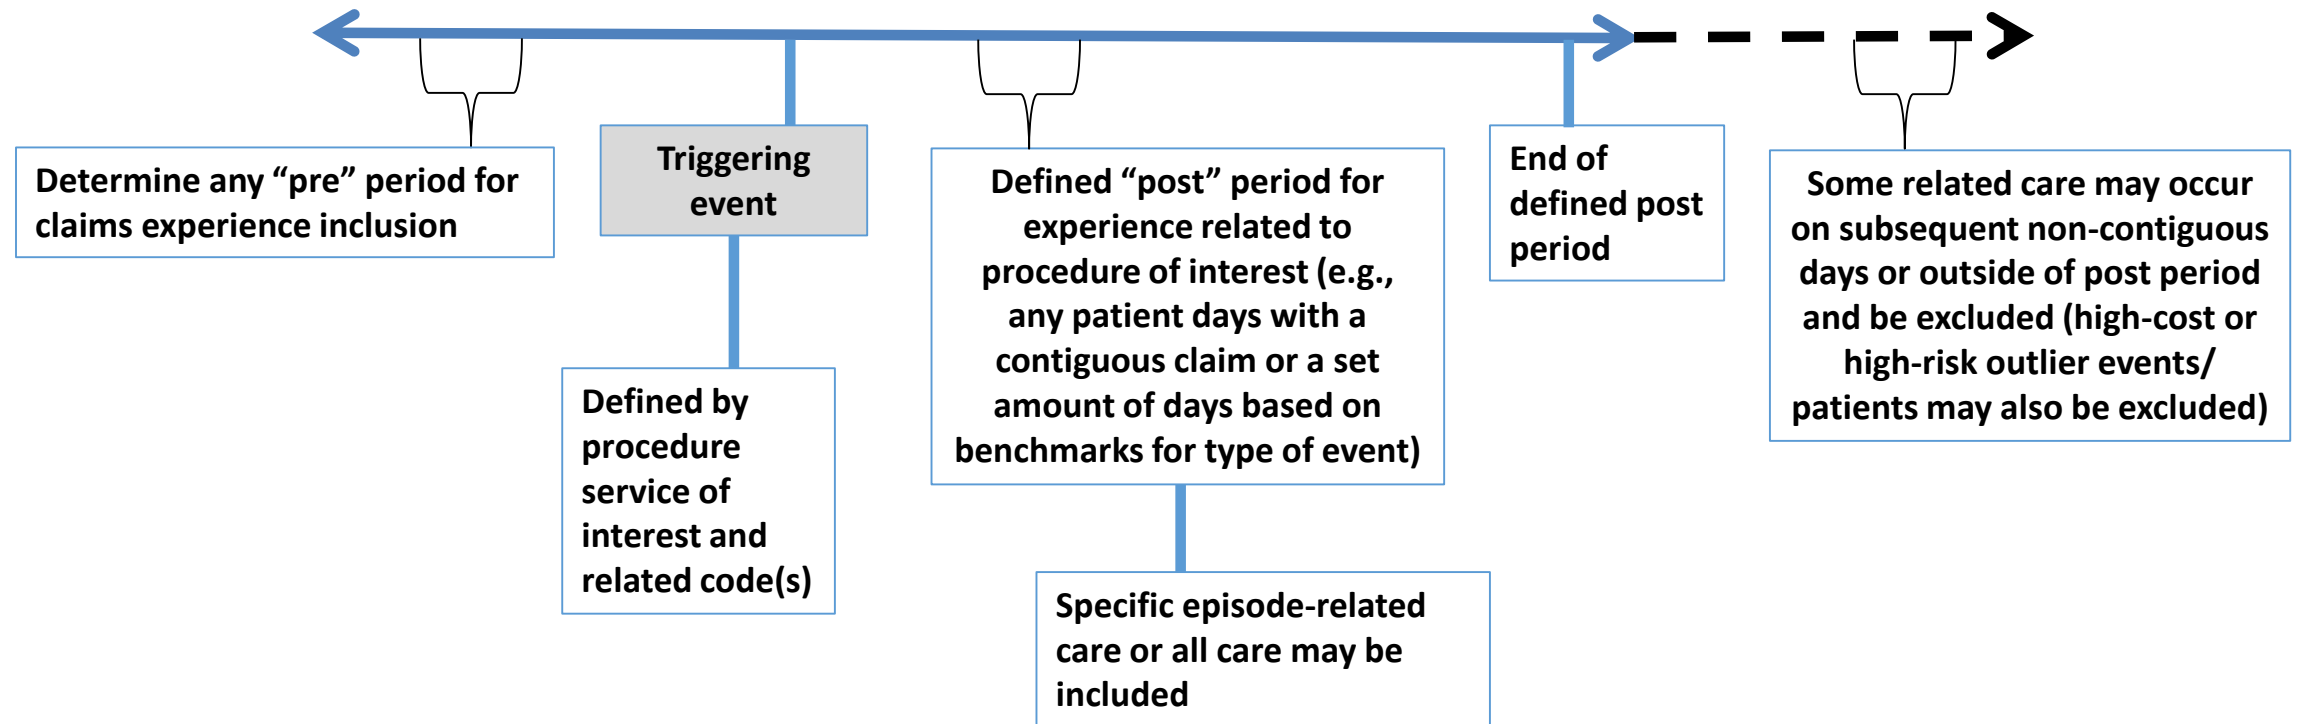 Determine any “pre” period for
claims experience inclusion
Triggering
event
Defined by
procedure
service of
interest and
related code(s)
Defined “post” period for
experience related to
procedure of interest (e.g.,
any patient days with a
contiguous claim or a set
amount of days based on
benchmarks for type of event)
Specific episode-related
care or all care may be
included
End of
defined post
period
Some related care may occur
on subsequent non-contiguous
days or outside of post period
and be excluded (high-cost or
high-risk outlier events/
patients may also be excluded)